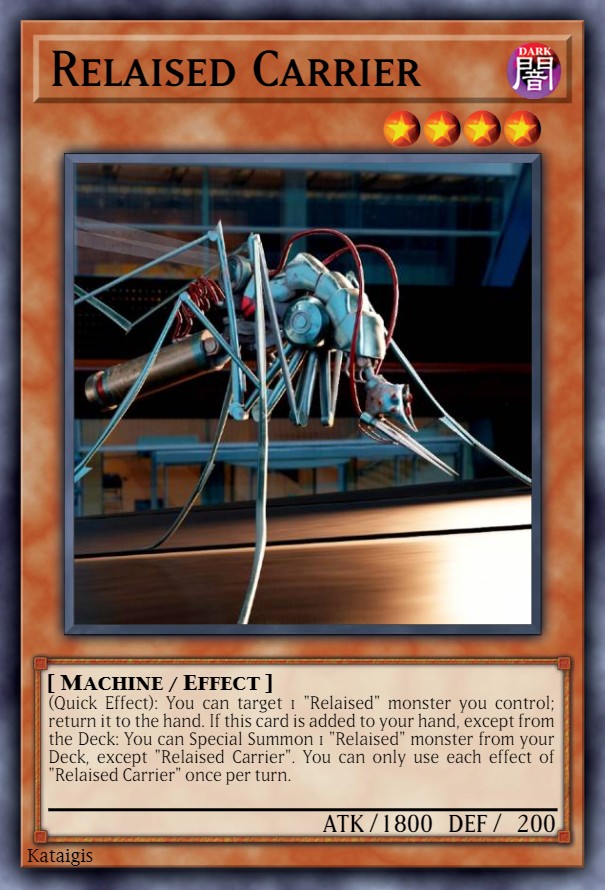 Relaised Carrier
DARK
闇
[ Machine / Effect ]
(Quick Effect): You can target 1 "Relaised" monster you control;
return it to the hand. If this card is added to your hand, except from
the Deck: You can Special Summon 1 "Relaised" monster from your
Deck, except "Relaised Carrier". You can only use each effect of
"Relaised Carrier" once per turn.
ATK / 1800 DEF / 200
Kataigis